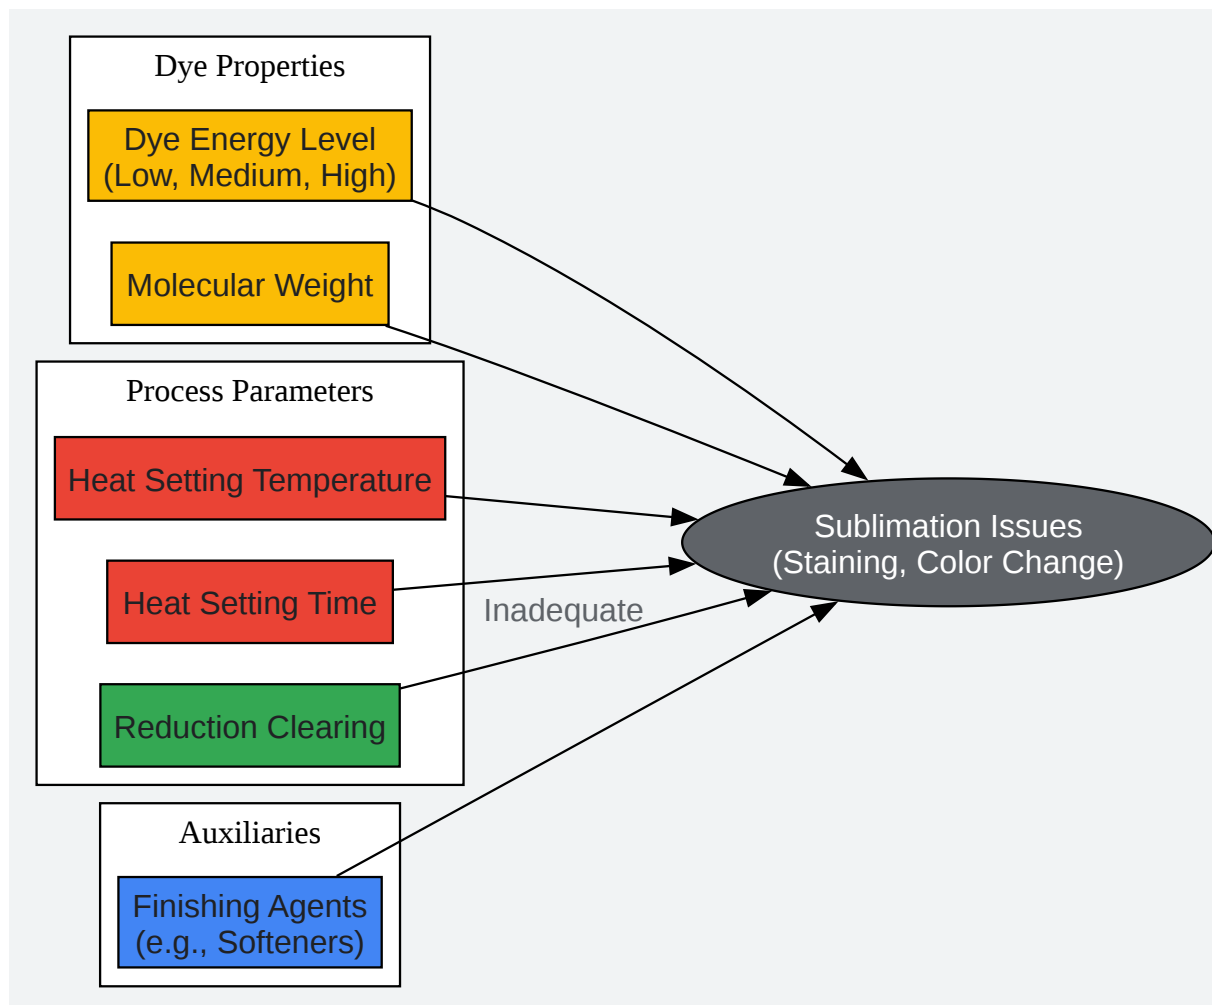 Dye Properties
Dye Energy Level
(Low, Medium, High)
Molecular Weight
Process Parameters
Heat Setting Temperature
Heat Setting Time
Reduction Clearing
Inadequate
Auxiliaries
Finishing Agents
(e.g., Softeners)
Sublimation Issues
(Staining, Color Change)